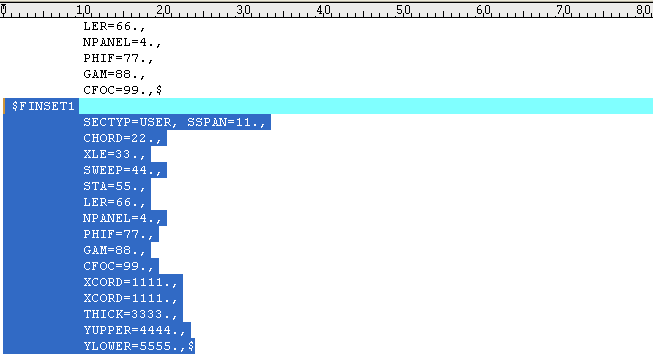 0 10 20 30 40 50 60 70 80
LER=66.,
NPANEL=4.,
PHIF=77.,
GAM=88.,
CFOC=99.,$
$FINSET1
SECTYP=USER, SSPAN=11.,
CHORD=22.,
XLE=33.,
SWEEP=44.,
STA=55.,
LER=66.,
NPANEL=4.,
PHIF=77.,
GAM=88.,
CFOC=99.,
XCORD=1111.,
XCORD=1111.,
THICK=3333.,
YUPPER=4444.,
YLOWER=5555.,$